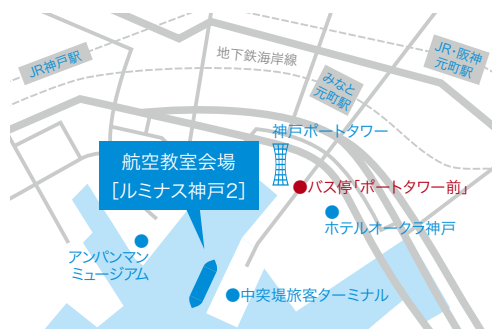 地下鉄海岸線
JR・阪神
元町駅
JR神戸駅
みなと
元町駅
神戸ポートタワー
航空教室会場
[ルミナス神戸2]
バス停「ポートタワー前」
ホテルオークラ神戸
アンパンマン
ミュージアム
中突堤旅客ターミナル